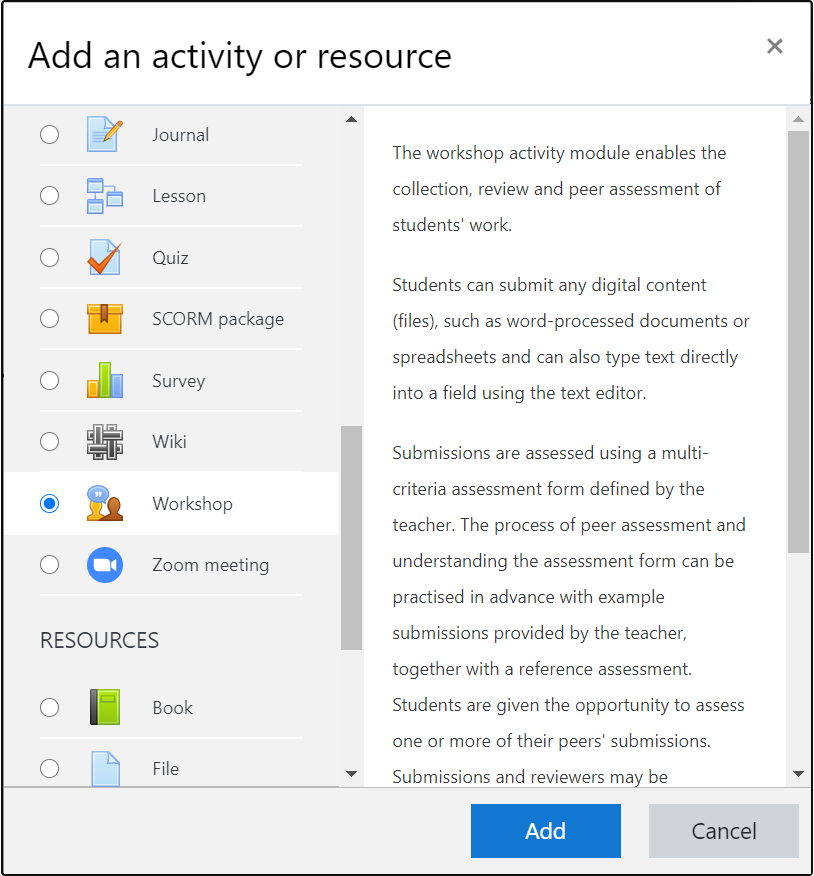 Add an activity or resource
×
Journal
Lesson
Quiz
SCORM package
Survey
Wiki
Workshop
Zoom meeting
RESOURCES
Book
File
The workshop activity module enables the
collection, review and peer assessment of
students' work.
Students can submit any digital content
(files), such as word-processed documents or
spreadsheets and can also type text directly
into a field using the text editor.
Submissions are assessed using a multi-
criteria assessment form defined by the
teacher. The process of peer assessment and
understanding the assessment form can be
practised in advance with example
submissions provided by the teacher,
together with a reference assessment.
Students are given the opportunity to assess
one or more of their peers' submissions.
Submissions and reviewers may be
Add
Cancel